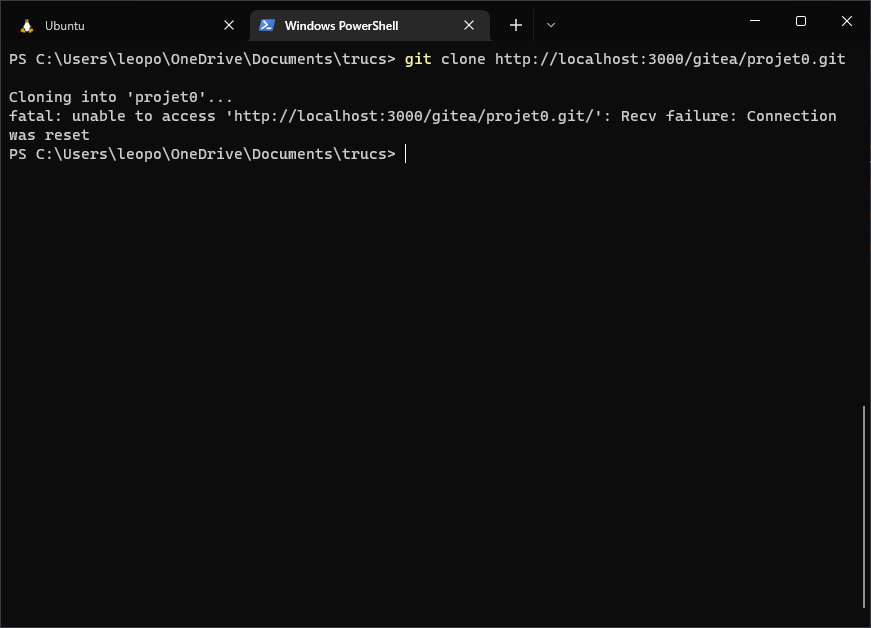 Ubuntu
Windows PowerShell
PS C:\Users\leopo\OneDrive\Documents\trucs> git clone http://localhost:3000/gitea/projet0.git
Cloning into 'projet0'...
fatal: unable to access 'http://localhost:3000/gitea/projet0.git/': Recv failure: Connection
was reset
PS C:\Users\leopo\OneDrive\Documents\trucs>